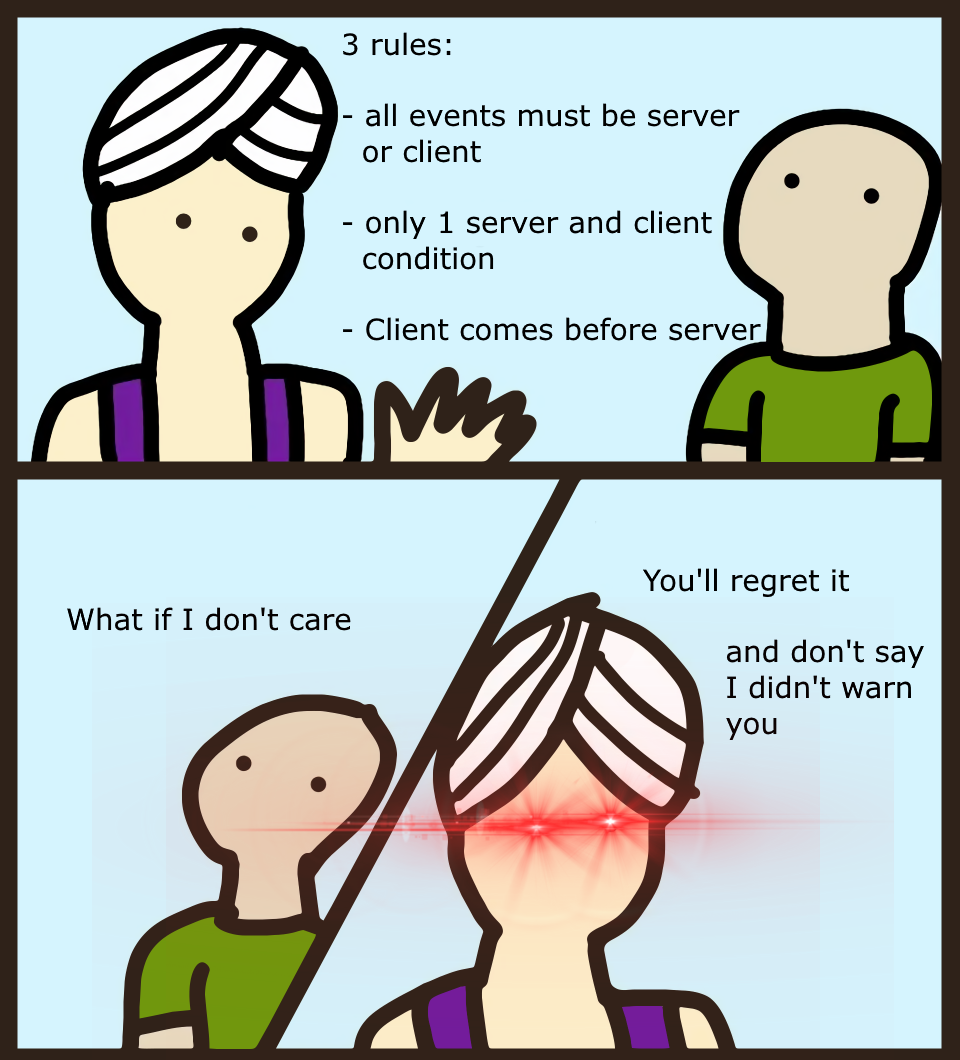 3 rules:
- all events must be server
or client
- only 1 server and client
condition
- Client comes before server
What if I don't care
You'll regret it
and don't say
I didn't warn
you